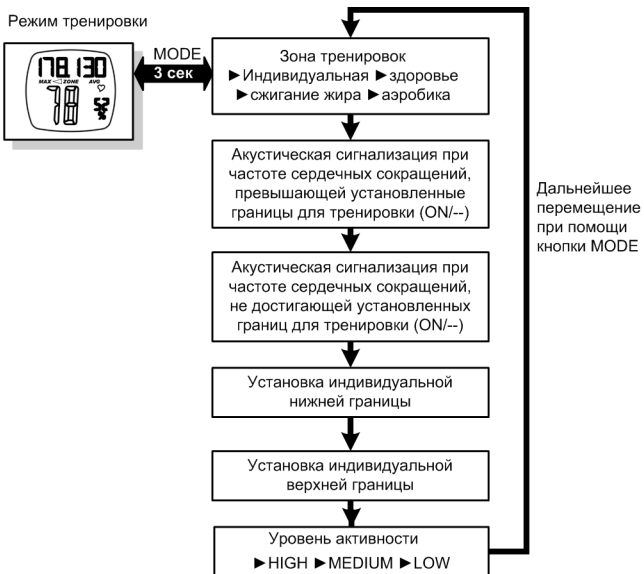 Режим тренировки
178.130
MAX ◁ ZONE AVG
78
52
%
MODE
3 сек
Зона тренировок
►Индивидуальная ►здоровье
►сжигание жира ►аэробика
Акустическая сигнализация при
частоте сердечных сокращений,
превышающей установленные
границы для тренировки (ON/--)
Акустическая сигнализация при
частоте сердечных сокращений,
не достигающей установленных
границ для тренировки (ON/--)
Установка индивидуальной
нижней границы
Установка индивидуальной
верхней границы
Уровень активности
►HIGH ►MEDIUM ►LOW
Дальнейшее
перемещение
при помощи
кнопки MODE